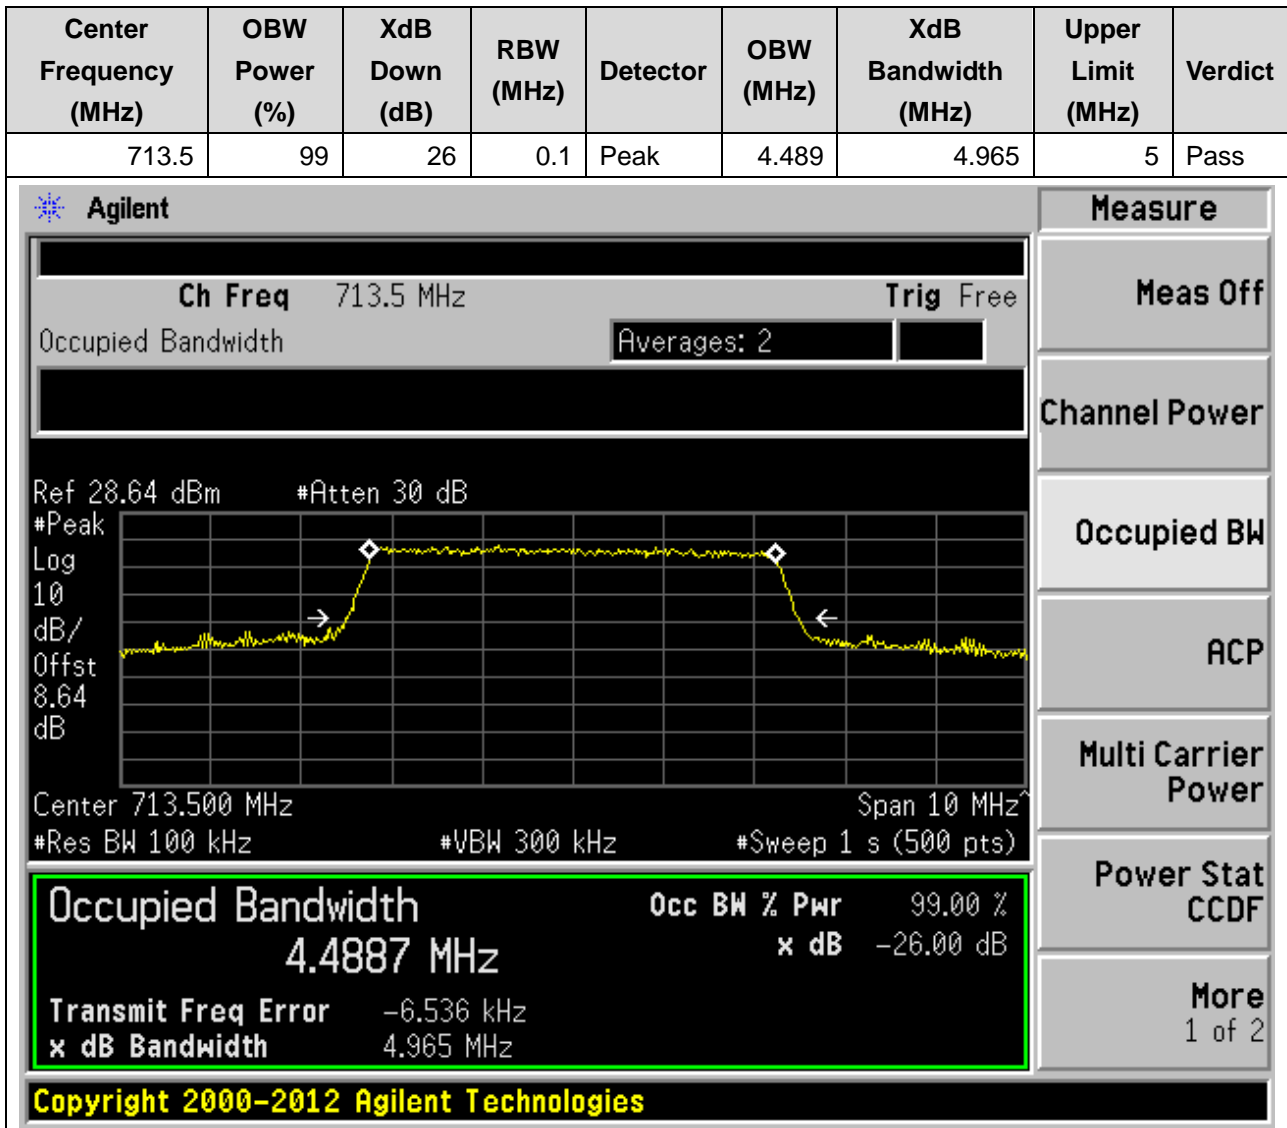 Center Frequency (MHz) OBW Power (%) XdB Down (dB) RBW (MHz) Detector OBW (MHz) XdB Bandwidth (MHz) Upper Limit (MHz) Verdict
713.5 99 26 0.1 Peak 4.489 4.965 5 Pass
Agilent
Measure
Ch Freq 713.5 MHz Trig Free
Meas Off
Occupied Bandwidth Averages: 2
Channel Power
Ref 28.64 dBm #Atten 30 dB
#Peak
Log
10
dB/
Offst
8.64
dB
Occupied BW
ACP
Multi Carrier
Power
Center 713.500 MHz Span 10 MHz^
#Res BW 100 kHz #VBW 300 kHz #Sweep 1 s (500 pts)
Power Stat
CCDF
Occupied Bandwidth Occ BW % Pwr 99.00 %
4.4887 MHz x dB -26.00 dB
Transmit Freq Error -6.536 kHz
x dB Bandwidth 4.965 MHz
More
1 of 2
Copyright 2000-2012 Agilent Technologies